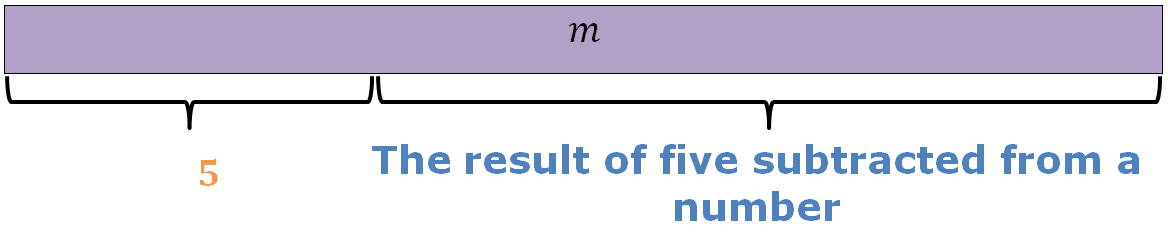 m
5
The result of five subtracted from a
number